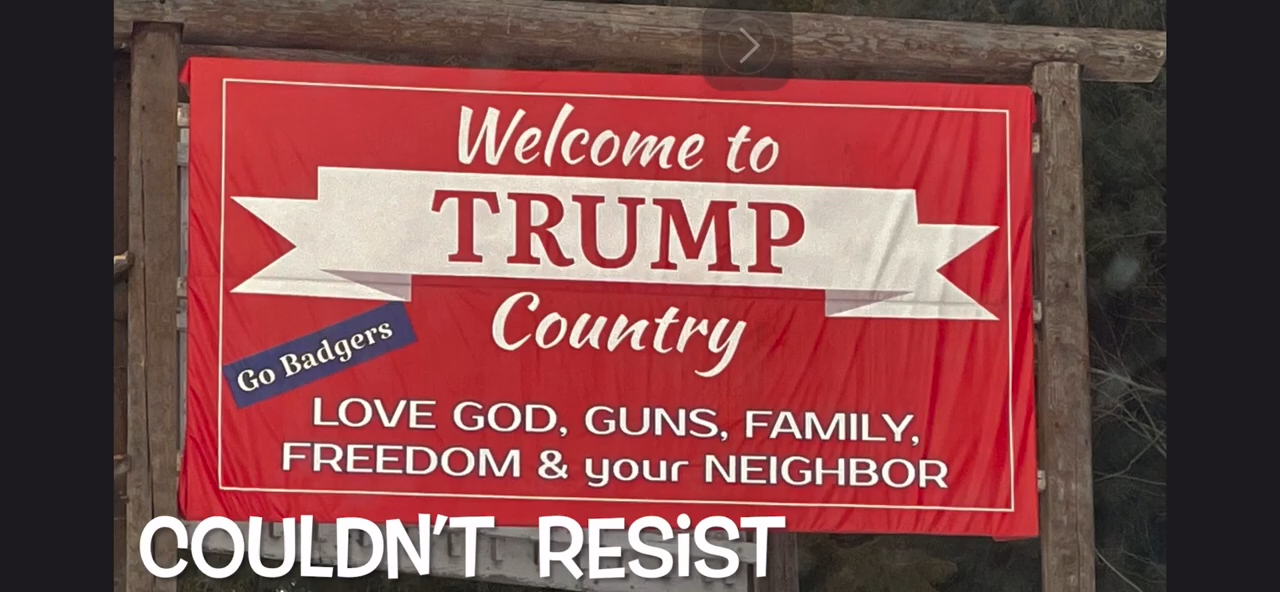 Welcome to
TRUMP
Country
Go Badgers
LOVE GOD, GUNS, FAMILY,
FREEDOM & your NEIGHBOR
COULDN'T RESiST